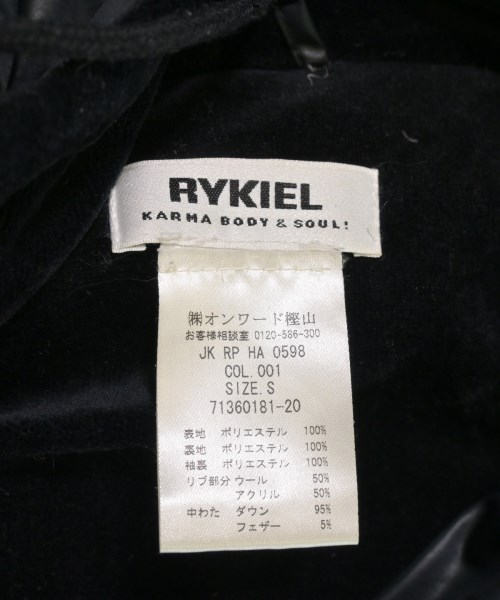 RYKIEL
KARMA BODY & SOUL!
㈱オンワード樫山
お客様相談室 0120-586-300
JK RP HA 0598
COL.001
SIZE.S
71360181-20
表地 ポリエステル 100%
裏地 ポリエステル 100%
袖裏 ポリエステル 100%
リブ部分 ウール 50%
アクリル 50%
中わた ダウン 95%
フェザー 5%